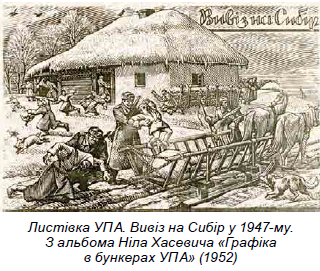 Вивіз на Сибір
Листівка УПА. Вивіз на Сибір у 1947-му.
З альбома Ніла Хасевича «Графіка
в бункерах УПА» (1952)